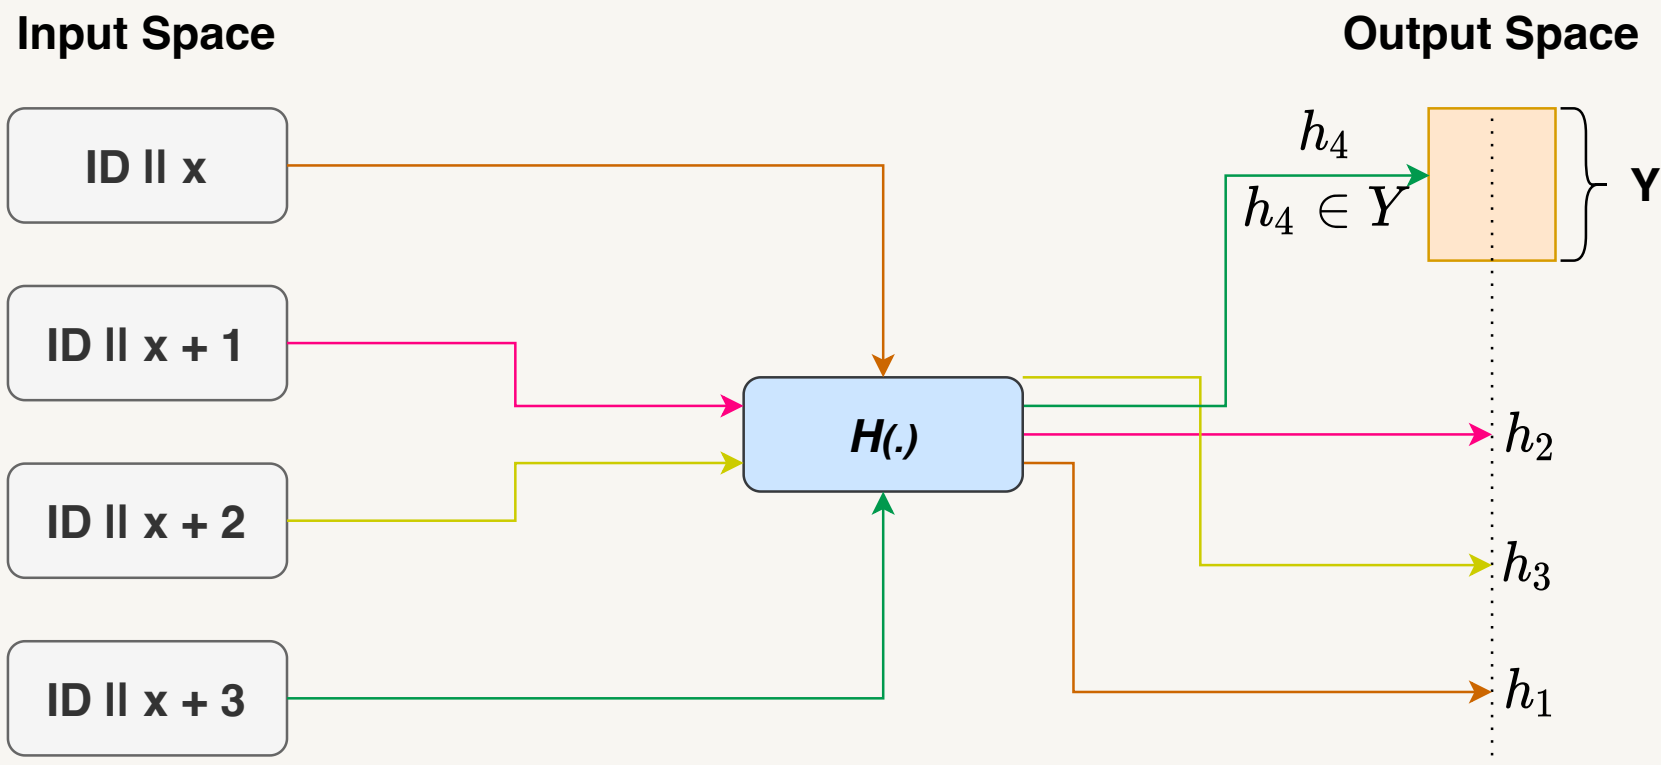 Input Space
Output Space
ID || x
ID || x + 1
ID || x + 2
ID || x + 3
H(.)
h₄
h₄ ∈ Y
Y
h₂
h₃
h₁